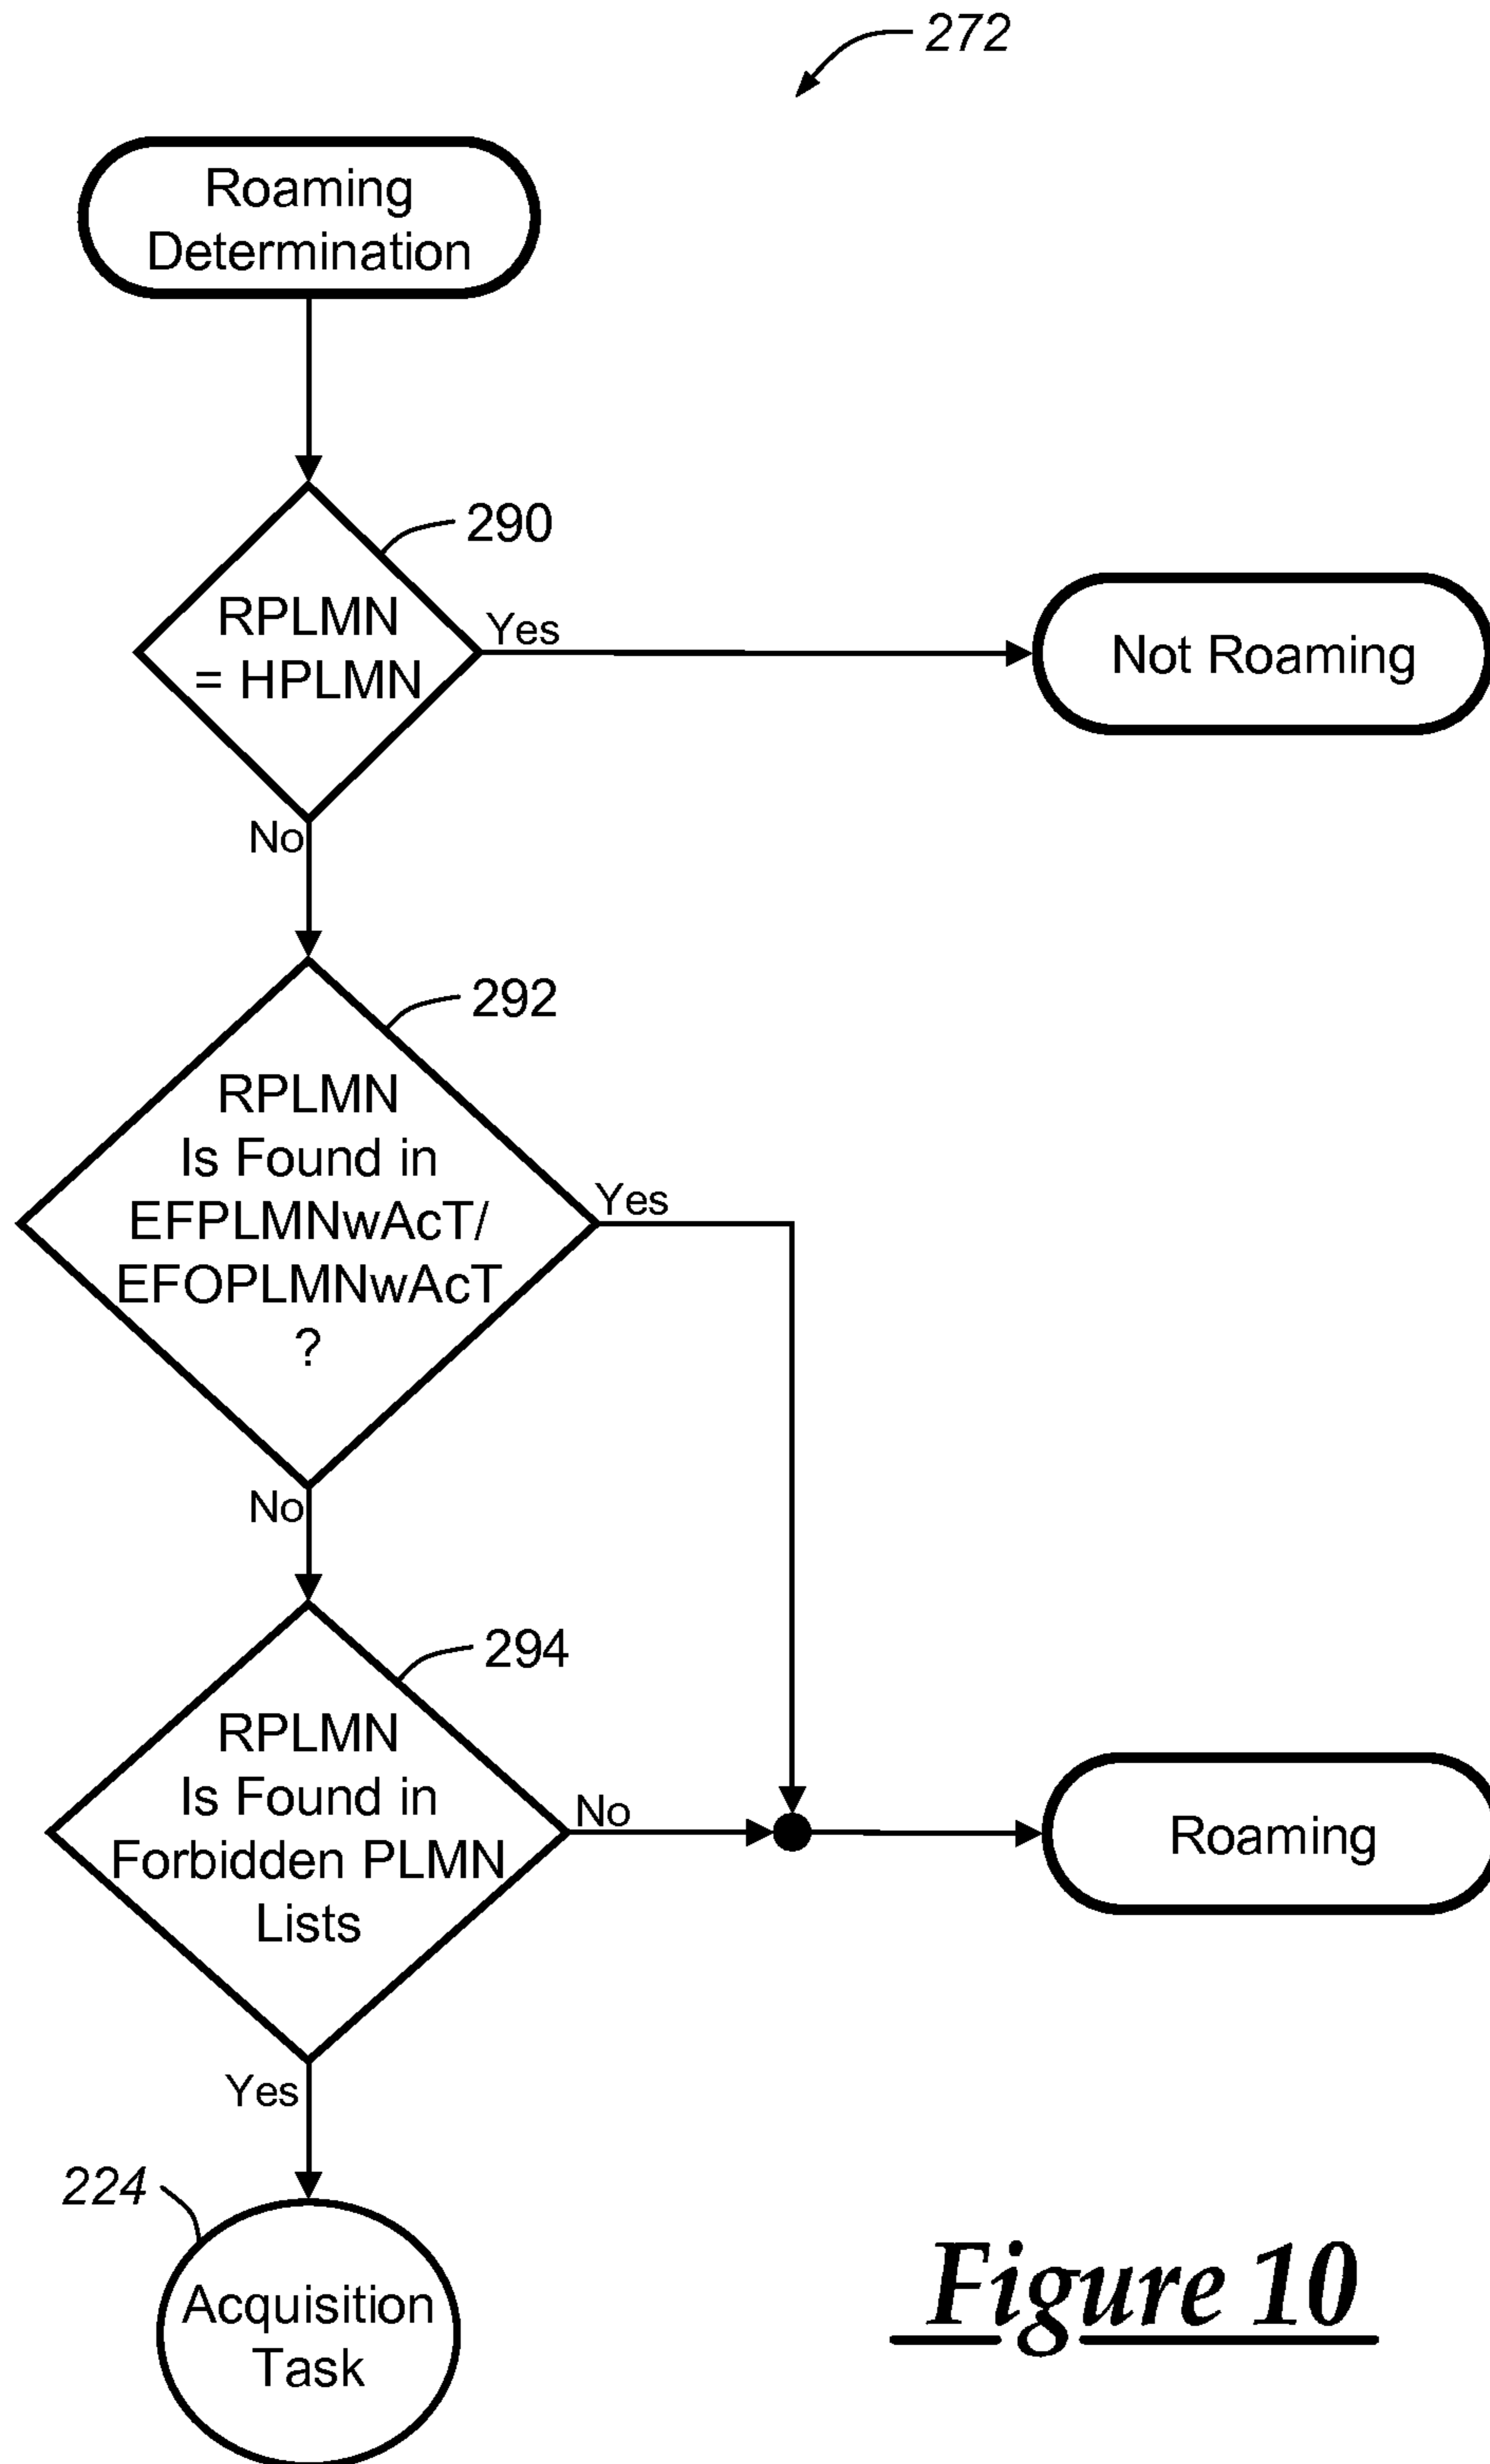 272
Roaming
Determination
290
RPLMN
= HPLMN
Yes
Not Roaming
No
292
RPLMN
Is Found in
EFPLMNwAcT/
EFOPLMNwAcT
?
Yes
No
294
RPLMN
Is Found in
Forbidden PLMN
Lists
No
Roaming
Yes
224
Acquisition
Task
Figure 10